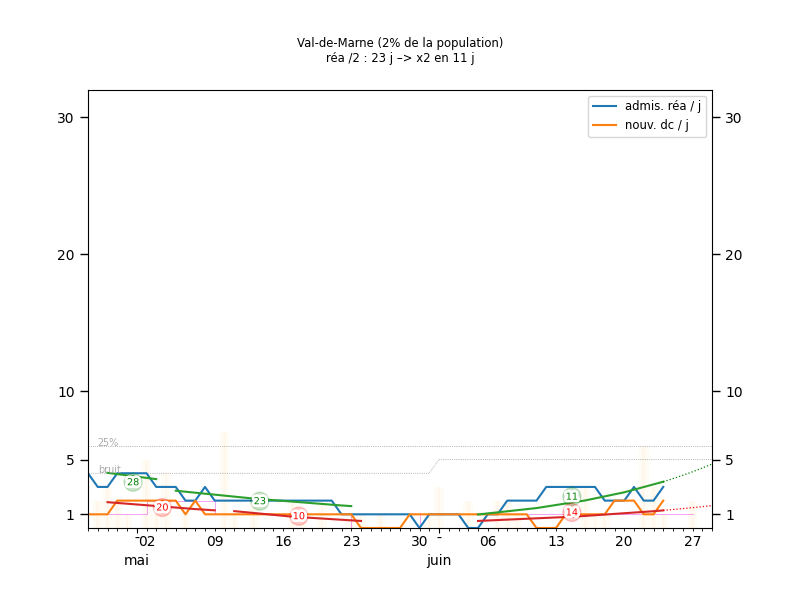 Val-de-Marne (2% de la population)
réa /2 : 23 j –> x2 en 11 j
admis. réa / j
nouv. dc / j
30 30
20 20
10 10
25%
5 5
bruit
28
23
20
10
11
14
1 1
02 09 16 23 30 06 13 20 27
mai juin